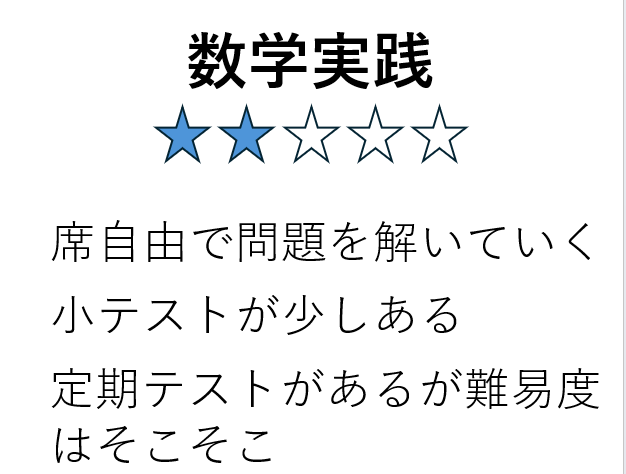 数学実践
★★☆☆☆
席自由で問題を解いていく
小テストが少しある
定期テストがあるが難易度
はそこそこ